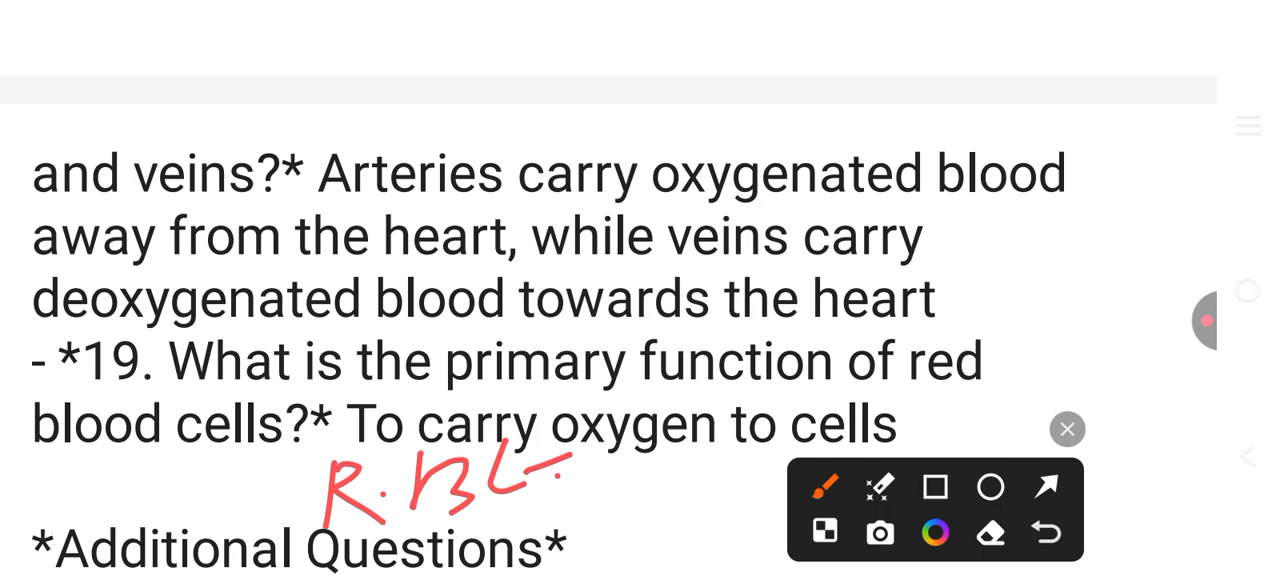 and veins?* Arteries carry oxygenated blood
away from the heart, while veins carry
deoxygenated blood towards the heart
- *19. What is the primary function of red
blood cells?* To carry oxygen to cells
R.BC.
*Additional Questions*